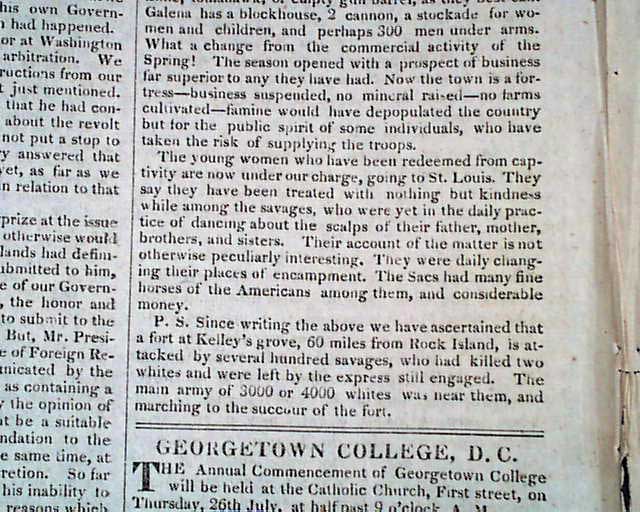 his own Govern-
had happened.
or at Washington
arbitration. We
ructions from our
t just mentioned.
that he had con-
about the revolt
not put a stop to
ry answered that
yet, as far as we
n relation to that
prize at the issue
otherwise would
lands had defin-
ubmitted to him,
e of our Govern-
, the honor and
to submit to the
But, Mr. Presi-
e of Foreign Re-
unicated by the
as containing a
y the opinion of
t be a suitable
ndation to the
e same time, at
retion. So far
his inability to
reasons which
Galena has a blockhouse, 2 cannon, a stockade for wo-
men and children, and perhaps 300 men under arms.
What a change from the commercial activity of the
Spring! The season opened with a prospect of business
far superior to any they have had. Now the town is a for-
tress—business suspended, no mineral raised—no farms
cultivated—famine would have depopulated the country
but for the public spirit of some individuals, who have
taken the risk of supplying the troops.
The young women who have been redeemed from cap-
tivity are now under our charge, going to St. Louis. They
say they have been treated with nothing but kindness
while among the savages, who were yet in the daily prac-
tice of dancing about the scalps of their father, mother,
brothers, and sisters. Their account of the matter is not
otherwise peculiarly interesting. They were daily chang-
ing their places of encampment. The Sacs had many fine
horses of the Americans among them, and considerable
money.
P. S. Since writing the above we have ascertained that
a fort at Kelley's grove, 60 miles from Rock Island, is at-
tacked by several hundred savages, who had killed two
whites and were left by the express still engaged. The
main army of 3000 or 4000 whites was near them, and
marching to the succour of the fort.
GEORGETOWN COLLEGE, D. C.
THE Annual Commencement of Georgetown College
will be held at the Catholic Church, First street, on
Thursday, 26th July, at half past 9 o'clock A. M.